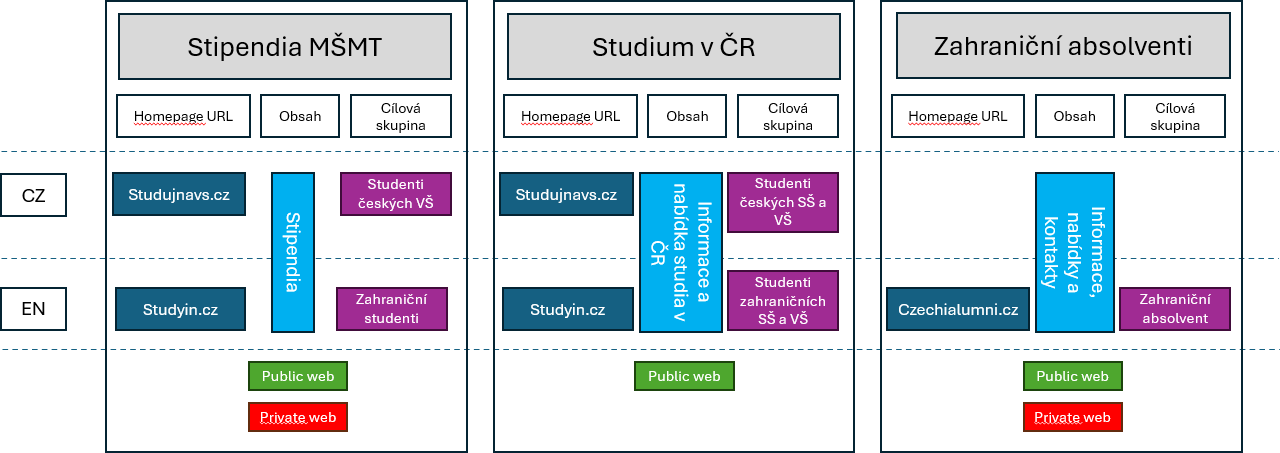 Stipendia MŠMT
Studium v ČR
Zahraniční absolventi
Homepage URL
Obsah
Cílová
skupina
Homepage URL
Obsah
Cílová
skupina
Homepage URL
Obsah
Cílová
skupina
CZ
Studujnavs.cz
Stipendia
Studenti
českých VŠ
Studujnavs.cz
Informace a
nabídka studia v
ČR
Studenti
českých SŠ a
VŠ
Informace,
nabídky a
kontakty
EN
Studyin.cz
Zahraniční
studenti
Studyin.cz
Studenti
zahraničních
SŠ a VŠ
Czechialumni.cz
Zahraniční
absolvent
Public web
Public web
Public web
Private web
Private web